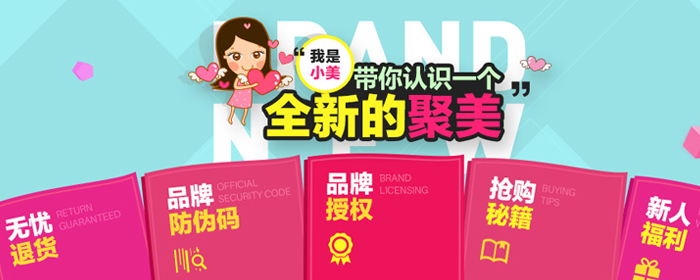 BRAND
NEW
“我是
小美
带你认识一个
全新的聚美”
无忧
退货
RETURN
GUARANTEED
品牌
防伪码
OFFICIAL
SECURITY CODE
品牌
授权
BRAND
LICENSING
抢购
秘籍
BUYING
TIPS
新人
福利